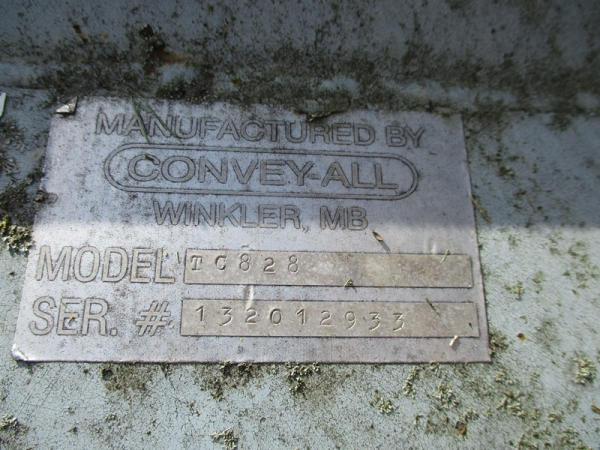 MANUFACTURED BY
CONVEY-ALL
WINKLER, MB
MODEL TC828
SER. # 132012933